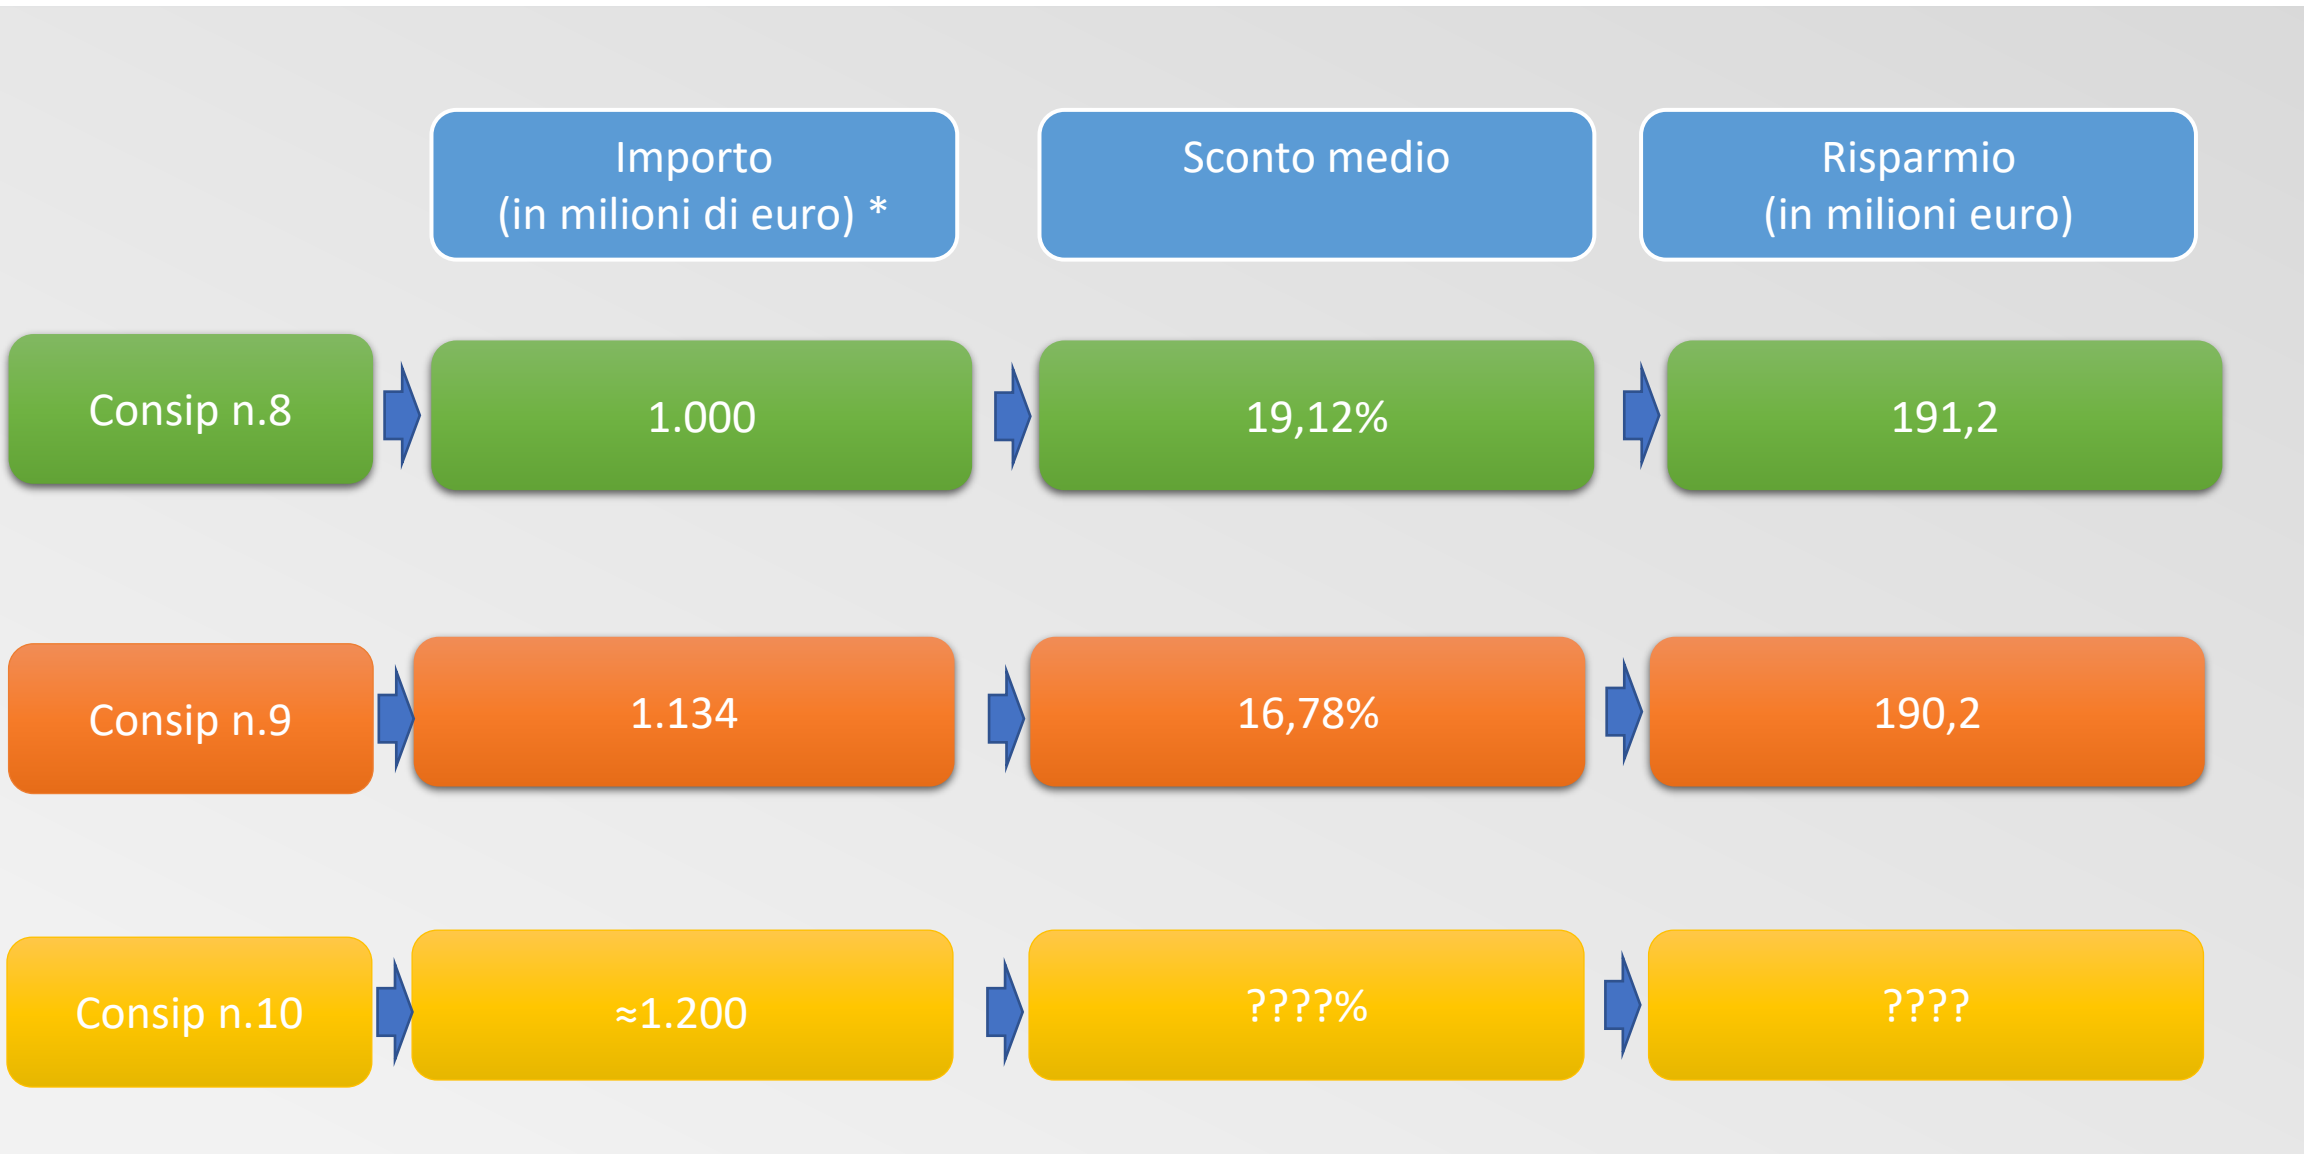 Importo
(in milioni di euro) *
Sconto medio
Risparmio
(in milioni euro)
Consip n.8
1.000
19,12%
191,2
Consip n.9
1.134
16,78%
190,2
Consip n.10
≈1.200
????%
????